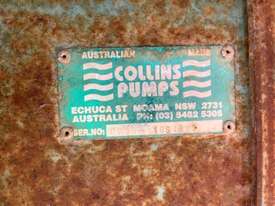 AUSTRALIAN MADE
COLLINS
PUMPS
ECHUCA ST MOAMA NSW 2731
AUSTRALIA PH: (03) 5482 5305
SER.NO: